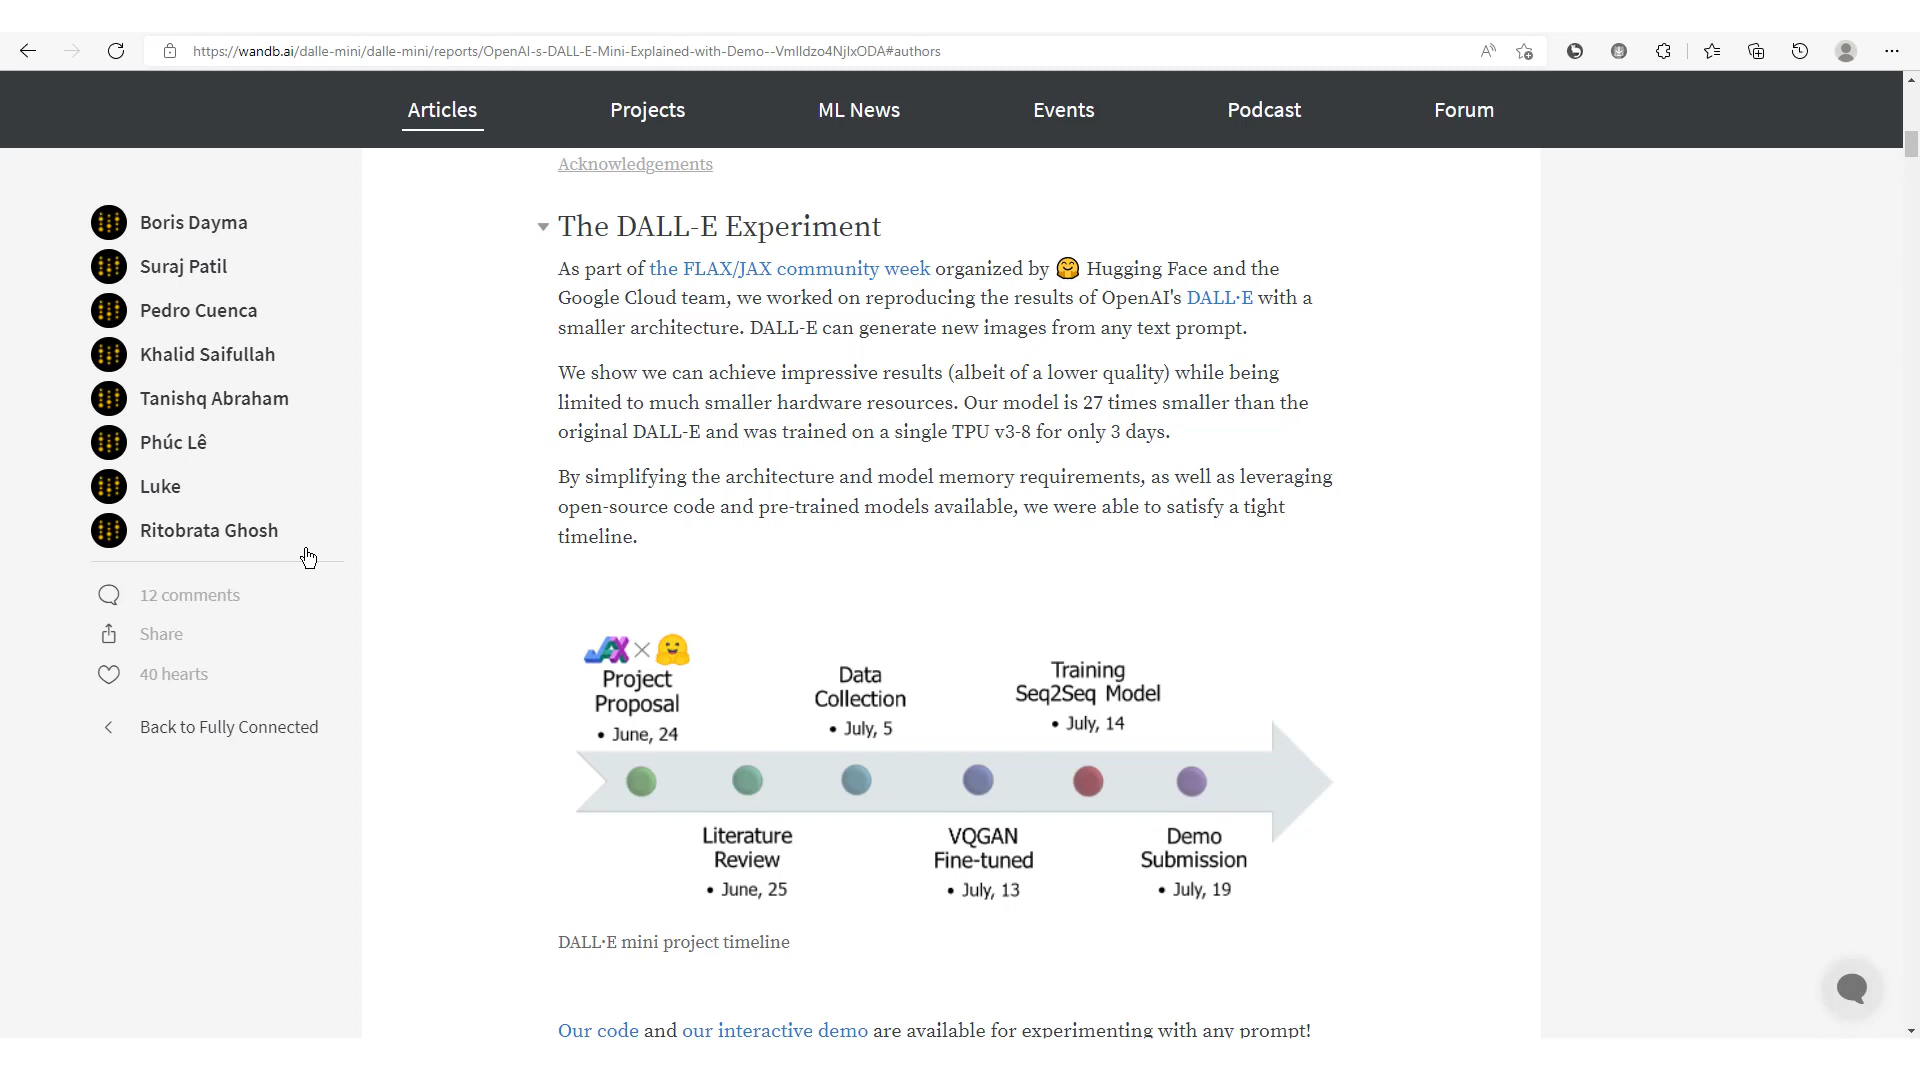 https://wandb.ai/dalle-mini/dalle-mini/reports/OpenAI-s-DALL-E-Mini-Explained-with-Demo--Vmlldzo4NjIxODA#authors
Articles Projects ML News Events Podcast Forum
Boris Dayma
Suraj Patil
Pedro Cuenca
Khalid Saifullah
Tanishq Abraham
Phúc Lê
Luke
Ritobrata Ghosh
12 comments
Share
40 hearts
Back to Fully Connected
Acknowledgements
The DALL-E Experiment
As part of the FLAX/JAX community week organized by 🤗 Hugging Face and the
Google Cloud team, we worked on reproducing the results of OpenAI's DALL·E with a
smaller architecture. DALL-E can generate new images from any text prompt.
We show we can achieve impressive results (albeit of a lower quality) while being
limited to much smaller hardware resources. Our model is 27 times smaller than the
original DALL-E and was trained on a single TPU v3-8 for only 3 days.
By simplifying the architecture and model memory requirements, as well as leveraging
open-source code and pre-trained models available, we were able to satisfy a tight
timeline.
JAX × 🤗
Project
Proposal
• June, 24
Data
Collection
• July, 5
Training
Seq2Seq Model
• July, 14
Literature
Review
• June, 25
VQGAN
Fine-tuned
• July, 13
Demo
Submission
• July, 19
DALL·E mini project timeline
Our code and our interactive demo are available for experimenting with any prompt!